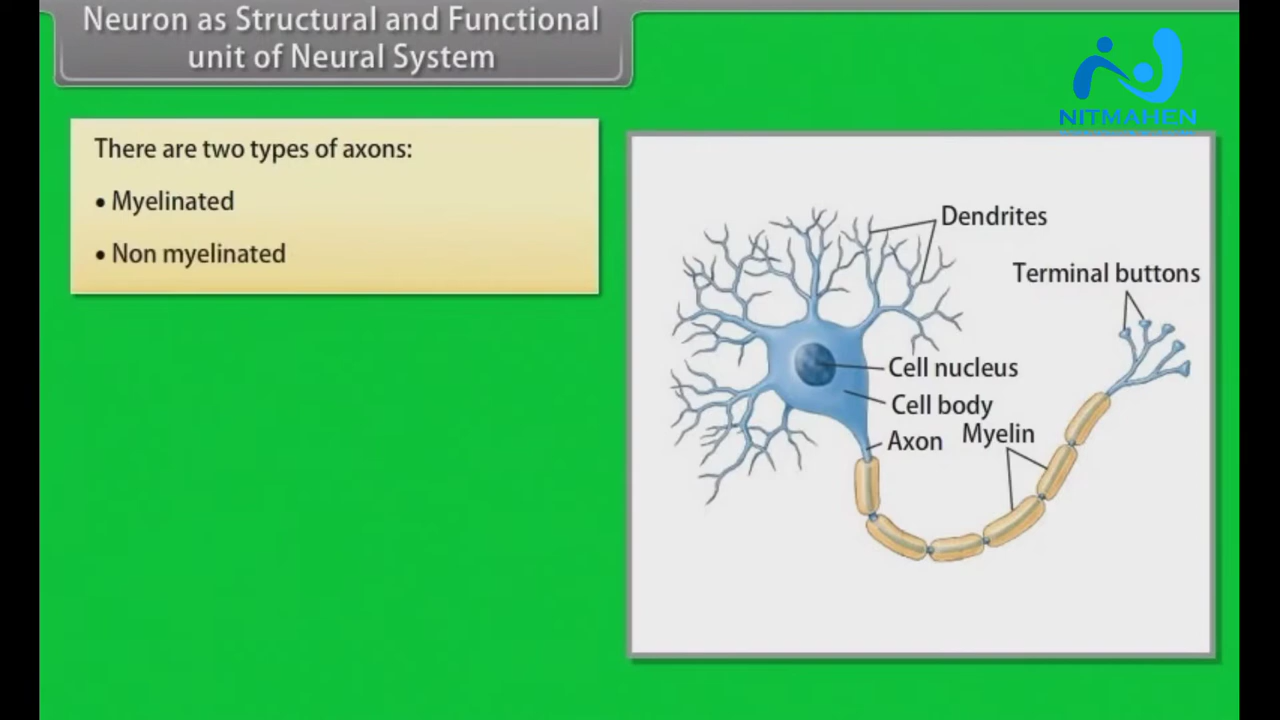 Neuron as Structural and Functional
unit of Neural System
NITMAHEN
There are two types of axons:
• Myelinated
• Non myelinated
Dendrites
Terminal buttons
Cell nucleus
Cell body
Axon
Myelin